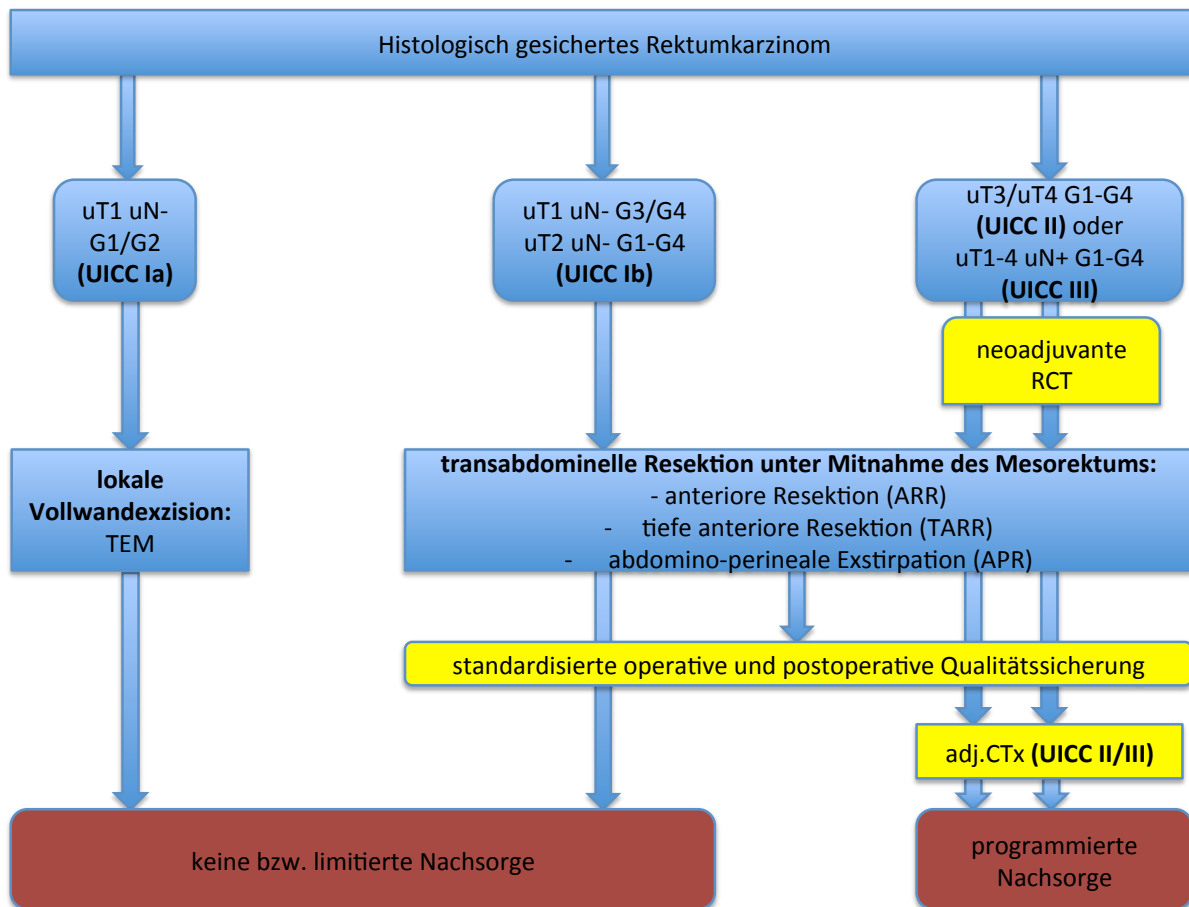 Histologisch gesichertes Rektumkarzinom
uT1 uN-
G1/G2
(UICC Ia)
uT1 uN- G3/G4
uT2 uN- G1-G4
(UICC Ib)
uT3/uT4 G1-G4
(UICC II) oder
uT1-4 uN+ G1-G4
(UICC III)
neoadjuvante
RCT
lokale
Vollwandexzision:
TEM
transabdominelle Resektion unter Mitnahme des Mesorektums:
- anteriore Resektion (ARR)
- tiefe anteriore Resektion (TARR)
- abdomino-perineale Exstirpation (APR)
standardisierte operative und postoperative Qualitätssicherung
adj.CTx (UICC II/III)
keine bzw. limitierte Nachsorge
programmierte
Nachsorge